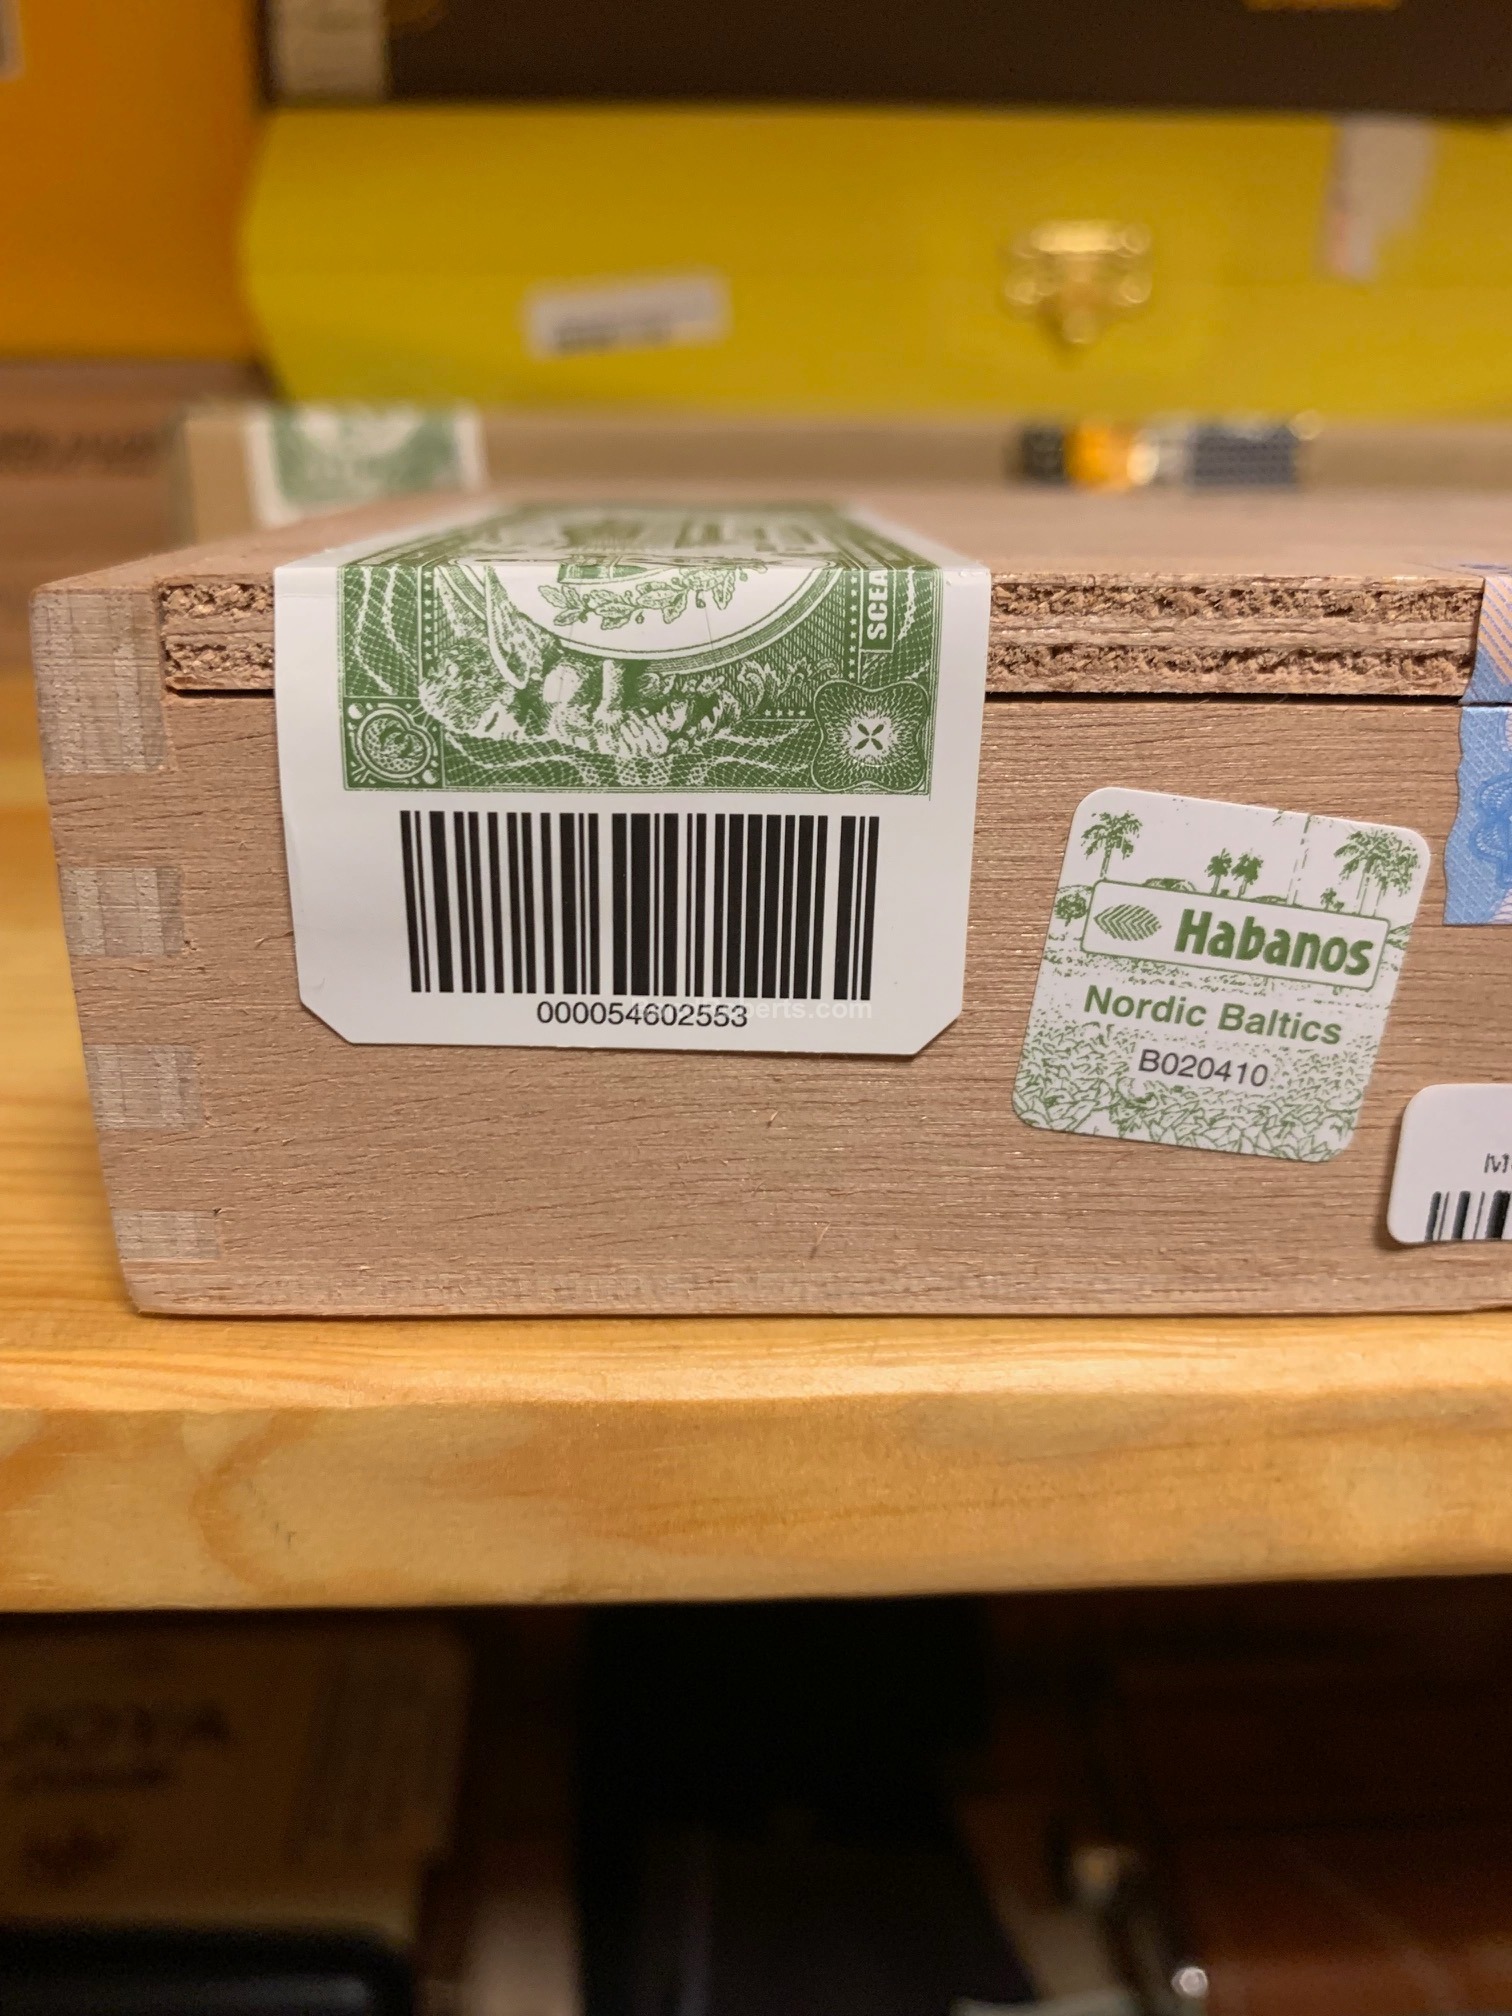 SCEA
000054602553
Habanos
Nordic Baltics
B020410
M